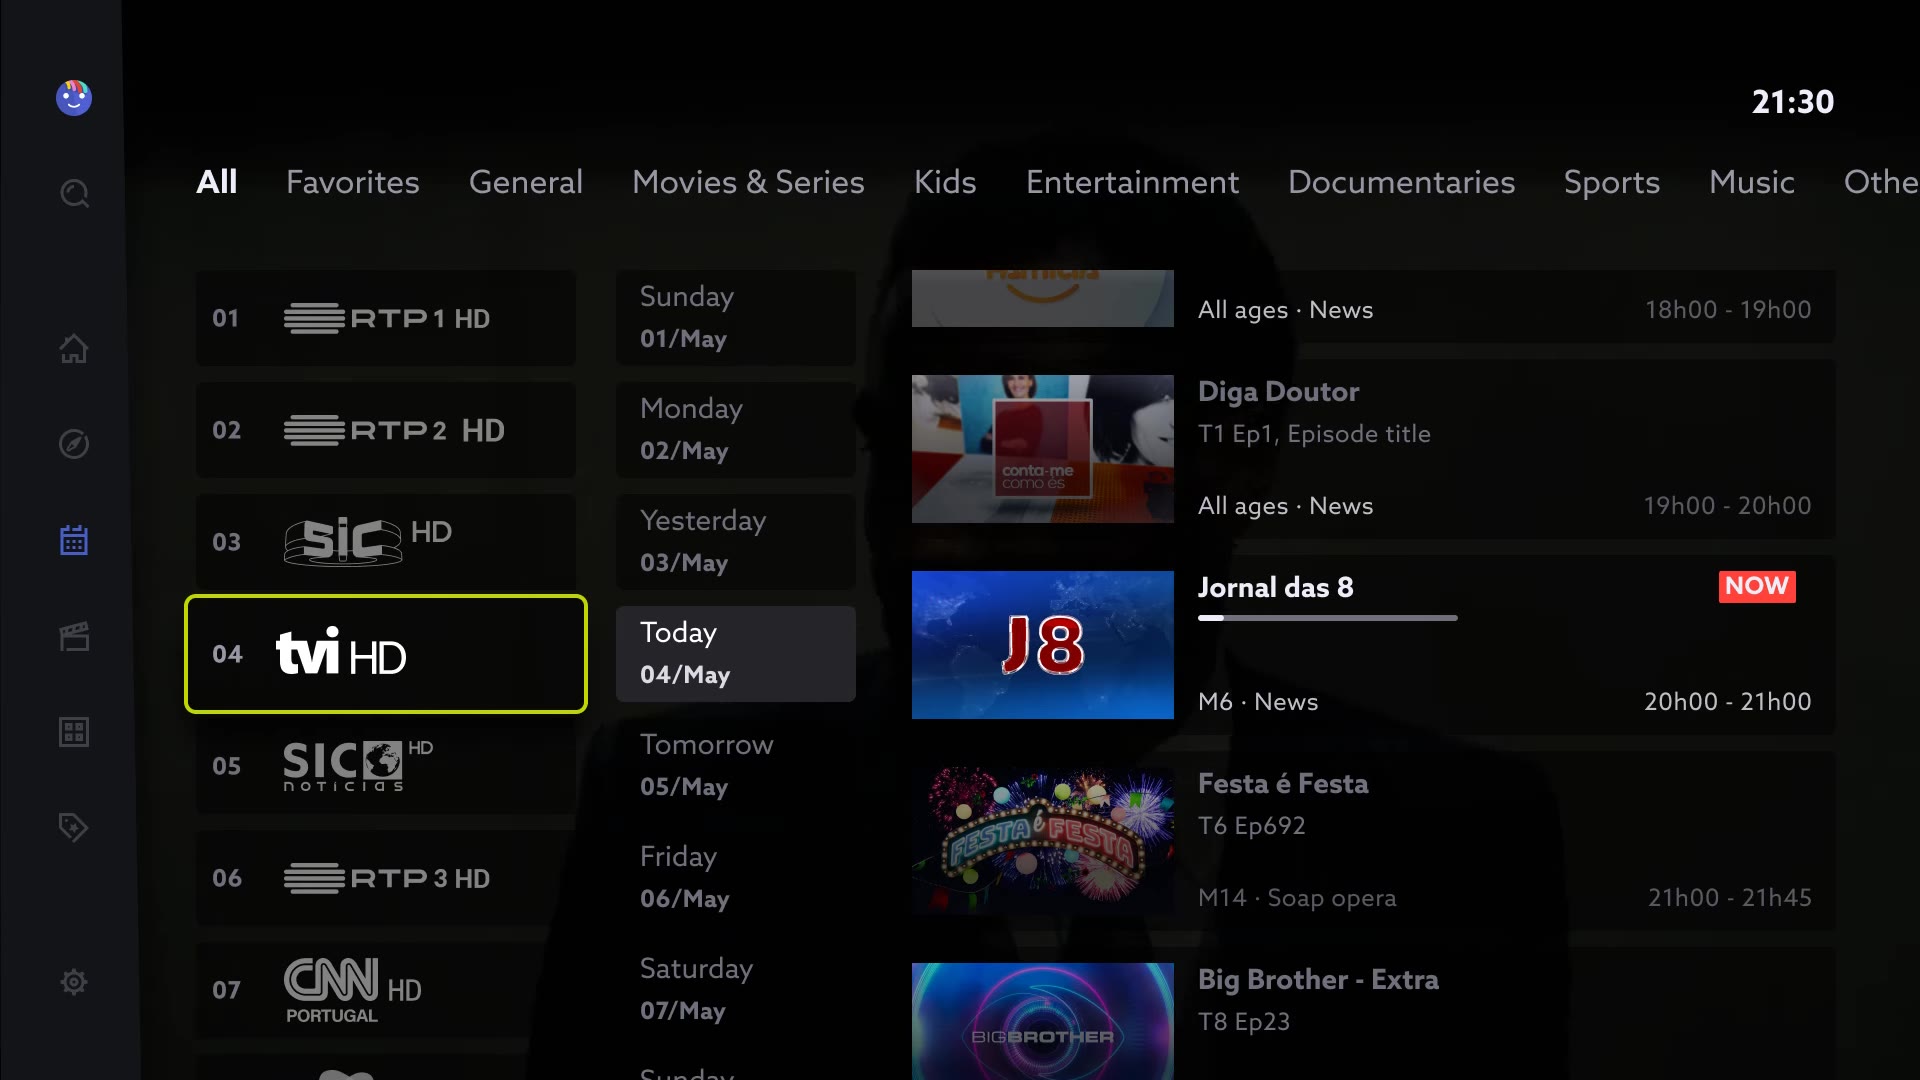 21:30
All Favorites General Movies & Series Kids Entertainment Documentaries Sports Music Othe
01 RTP1 HD
02 RTP2 HD
03 SIC HD
04 tvi HD
05 SIC HD
notícias
06 RTP3 HD
07 CNN HD
PORTUGAL
Sunday
01/May
Monday
02/May
Yesterday
03/May
Today
04/May
Tomorrow
05/May
Friday
06/May
Saturday
07/May
Sunday
All ages · News 18h00 - 19h00
conta-me
como és
Diga Doutor
T1 Ep1, Episode title
All ages · News 19h00 - 20h00
J8
Jornal das 8 NOW
M6 · News 20h00 - 21h00
FESTA é FESTA
Festa é Festa
T6 Ep692
M14 · Soap opera 21h00 - 21h45
BIGBROTHER
Big Brother - Extra
T8 Ep23